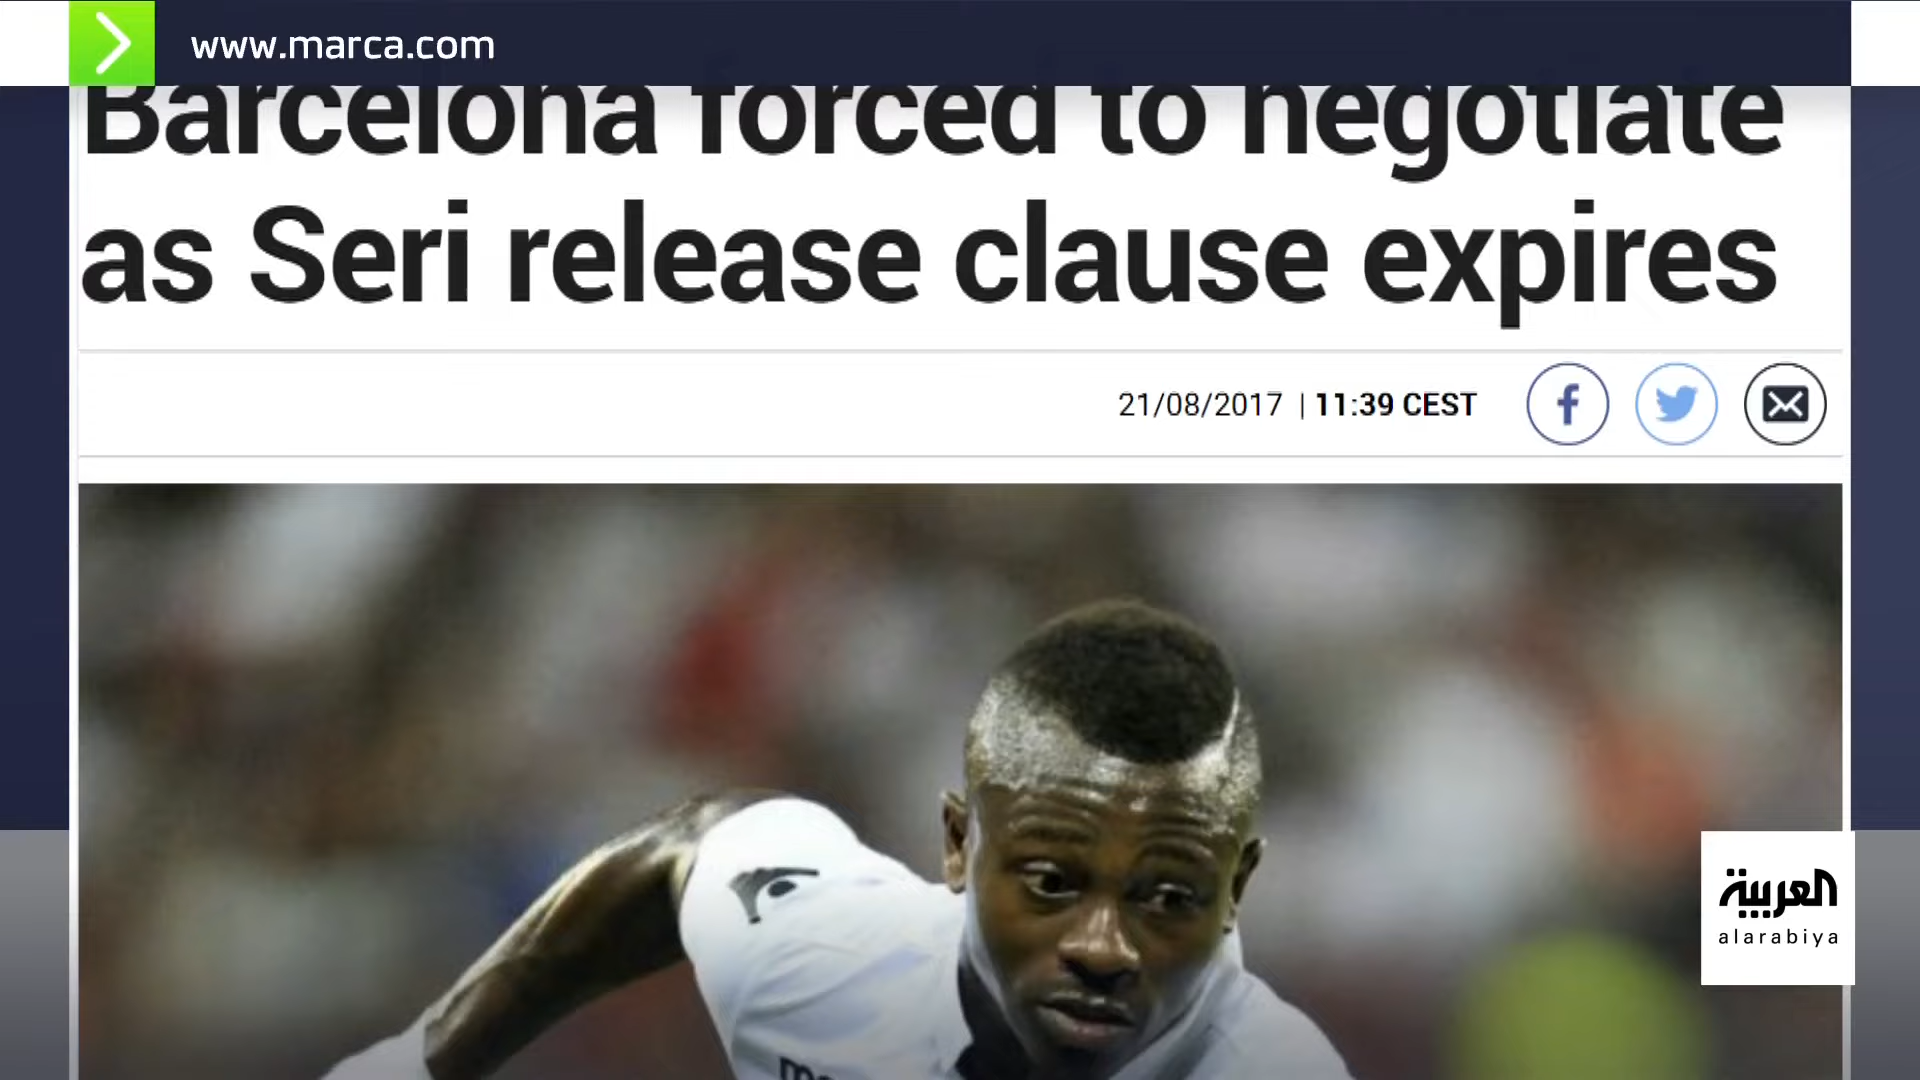 www.marca.com
Barcelona forced to negotiate
as Seri release clause expires
21/08/2017 | 11:39 CEST
العربية
alarabiya